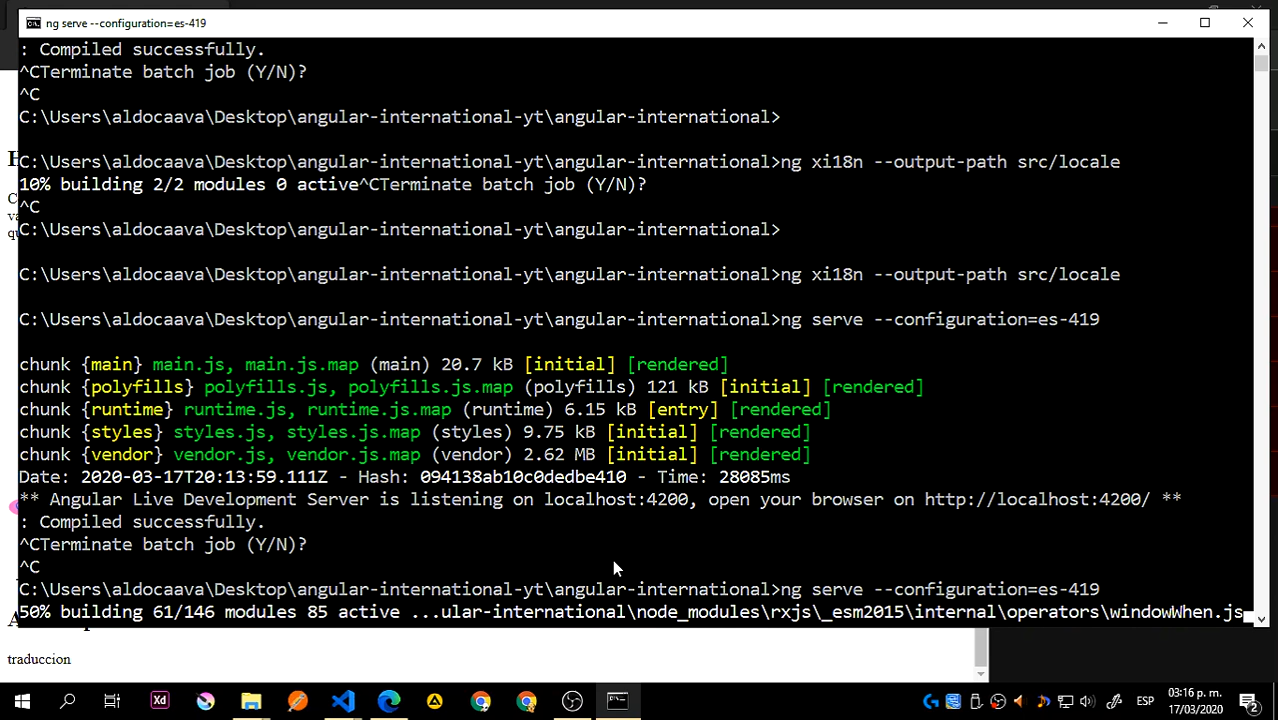 ng serve --configuration=es-419
: Compiled successfully.
^CTerminate batch job (Y/N)?
^C
C:\Users\aldocaava\Desktop\angular-international-yt\angular-international>
C:\Users\aldocaava\Desktop\angular-international-yt\angular-international>ng xi18n --output-path src/locale
10% building 2/2 modules 0 active^CTerminate batch job (Y/N)?
^C
C:\Users\aldocaava\Desktop\angular-international-yt\angular-international>
C:\Users\aldocaava\Desktop\angular-international-yt\angular-international>ng xi18n --output-path src/locale
C:\Users\aldocaava\Desktop\angular-international-yt\angular-international>ng serve --configuration=es-419
chunk {main} main.js, main.js.map (main) 20.7 kB [initial] [rendered]
chunk {polyfills} polyfills.js, polyfills.js.map (polyfills) 121 kB [initial] [rendered]
chunk {runtime} runtime.js, runtime.js.map (runtime) 6.15 kB [entry] [rendered]
chunk {styles} styles.js, styles.js.map (styles) 9.75 kB [initial] [rendered]
chunk {vendor} vendor.js, vendor.js.map (vendor) 2.62 MB [initial] [rendered]
Date: 2020-03-17T20:13:59.111Z - Hash: 094138ab10c0dedbe410 - Time: 28085ms
** Angular Live Development Server is listening on localhost:4200, open your browser on http://localhost:4200/ **
: Compiled successfully.
^CTerminate batch job (Y/N)?
^C
C:\Users\aldocaava\Desktop\angular-international-yt\angular-international>ng serve --configuration=es-419
50% building 61/146 modules 85 active ...ular-international\node_modules\rxjs\_esm2015\internal\operators\windowWhen.js
traduccion
Xd
ESP
03:16 p. m.
17/03/2020
2